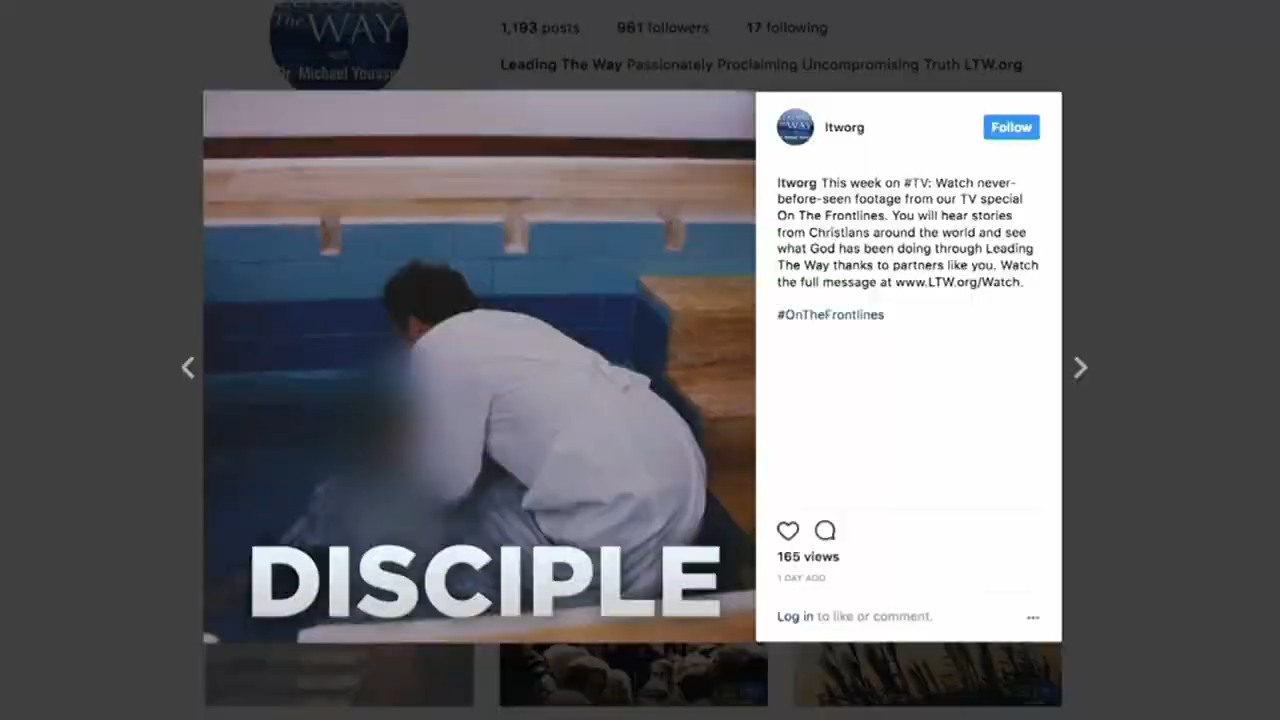 The WAY
with
Dr. Michael Youssef
1,193 posts 961 followers 17 following
Leading The Way Passionately Proclaiming Uncompromising Truth LTW.org
ltworg
Follow
ltworg This week on #TV: Watch never-
before-seen footage from our TV special
On The Frontlines. You will hear stories
from Christians around the world and see
what God has been doing through Leading
The Way thanks to partners like you. Watch
the full message at www.LTW.org/Watch.
#OnTheFrontlines
DISCIPLE
165 views
1 DAY AGO
Log in to like or comment.